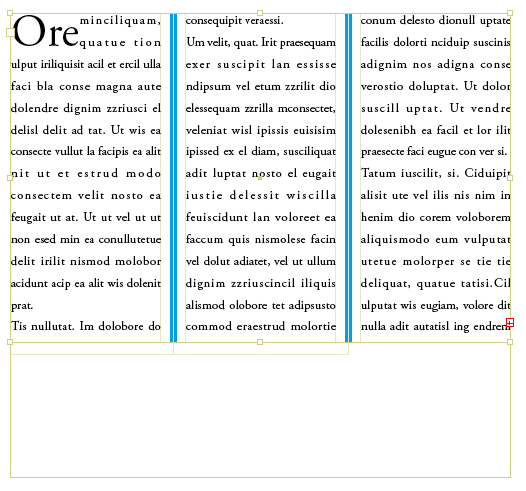 Ore minciliquam,
quatue tion
ulput iriliquisit acil et ercil ulla
faci bla conse magna aute
dolendre dignim zzriusci el
delisl delit ad tat. Ut wis ea
consecte vullut la facipis ea alit
nit ut et estrud modo
consectem velit nosto ea
feugait ut at. Ut ut vel ut ut
non esed min ea conullutetue
delit irilit nismod molobor
acidunt acip ea alit wis dolenit
prat.
Tis nullutat. Im dolobore do
consequipit veraessi.
Um velit, quat. Irit praesequam
exer suscipit lan essisse
ndipsum vel etum zzrilit dio
elessequam zzrilla mconsectet,
veleniat wisl ipissis euisisim
ipissed ex el diam, susciliquat
adit luptat nosto el eugait
iustie delessit wiscilla
feuiscidunt lan voloreet ea
faccum quis nismolese facin
vel dolut adiatet, vel ut ullum
dignim zzriuscincil iliquis
alismod olobore tet adipsusto
commod eraestrud molortie
conum delesto dionull uptate
facilis dolorti nciduip suscinis
adignim nos adigna conse
verostio doluptat. Ut dolor
suscill uptat. Ut vendre
dolesenibh ea facil et lor ilit
praesecte faci eugue con ver si.
Tatum iuscilit, si. Ciduipis
alisit ute vel ilis nis nim in
henim dio corem voloborem
aliquismodo eum vulputat
utetue molorper se tie tie
deliquat, quatue tatisi.Cil
ulputat wis eugiam, volore dit
nulla adit autatisl ing endrem